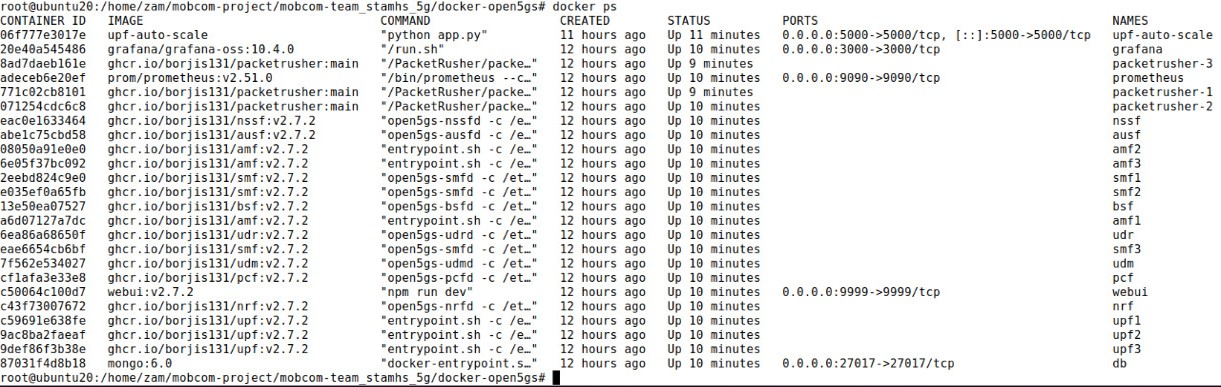 root@ubuntu20:/home/zam/mobcom-project/mobcom-team_stamhs_5g/docker-open5gs# docker ps
CONTAINER ID   IMAGE                                COMMAND                  CREATED        STATUS          PORTS                                         NAMES
06f777e3017e   upf-auto-scale                       "python app.py"          11 hours ago   Up 11 minutes   0.0.0.0:5000->5000/tcp, [::]:5000->5000/tcp   upf-auto-scale
20e40a545486   grafana/grafana-oss:10.4.0           "/run.sh"                12 hours ago   Up 10 minutes   0.0.0.0:3000->3000/tcp                        grafana
8ad7daeb161e   ghcr.io/borjis131/packetrusher:main   "/PacketRusher/packe…"   12 hours ago   Up 9 minutes                                                  packetrusher-3
adeceb6e20ef   prom/prometheus:v2.51.0              "/bin/prometheus --c…"   12 hours ago   Up 10 minutes   0.0.0.0:9090->9090/tcp                        prometheus
771c02cb8101   ghcr.io/borjis131/packetrusher:main   "/PacketRusher/packe…"   12 hours ago   Up 9 minutes                                                  packetrusher-1
071254cdc6c8   ghcr.io/borjis131/packetrusher:main   "/PacketRusher/packe…"   12 hours ago   Up 10 minutes                                                 packetrusher-2
eac0e1633464   ghcr.io/borjis131/nssf:v2.7.2        "open5gs-nssfd -c /e…"   12 hours ago   Up 10 minutes                                                 nssf
abe1c75cbd58   ghcr.io/borjis131/ausf:v2.7.2        "open5gs-ausfd -c /e…"   12 hours ago   Up 10 minutes                                                 ausf
08050a91e0e0   ghcr.io/borjis131/amf:v2.7.2         "entrypoint.sh -c /e…"   12 hours ago   Up 10 minutes                                                 amf2
6e05f37bc092   ghcr.io/borjis131/amf:v2.7.2         "entrypoint.sh -c /e…"   12 hours ago   Up 10 minutes                                                 amf3
2eebd824c9e0   ghcr.io/borjis131/smf:v2.7.2         "open5gs-smfd -c /et…"   12 hours ago   Up 10 minutes                                                 smf1
e035ef0a65fb   ghcr.io/borjis131/smf:v2.7.2         "open5gs-smfd -c /et…"   12 hours ago   Up 10 minutes                                                 smf2
13e50ea07527   ghcr.io/borjis131/bsf:v2.7.2         "open5gs-bsfd -c /et…"   12 hours ago   Up 10 minutes                                                 bsf
a6d07127a7dc   ghcr.io/borjis131/amf:v2.7.2         "entrypoint.sh -c /e…"   12 hours ago   Up 10 minutes                                                 amf1
6ea86a68650f   ghcr.io/borjis131/udr:v2.7.2         "open5gs-udrd -c /et…"   12 hours ago   Up 10 minutes                                                 udr
eae6654cb6bf   ghcr.io/borjis131/smf:v2.7.2         "open5gs-smfd -c /et…"   12 hours ago   Up 10 minutes                                                 smf3
7f562e534027   ghcr.io/borjis131/udm:v2.7.2         "open5gs-udmd -c /et…"   12 hours ago   Up 10 minutes                                                 udm
cf1afa3e33e8   ghcr.io/borjis131/pcf:v2.7.2         "open5gs-pcfd -c /et…"   12 hours ago   Up 10 minutes                                                 pcf
c50064c100d7   webui:v2.7.2                         "npm run dev"            12 hours ago   Up 10 minutes   0.0.0.0:9999->9999/tcp                        webui
c43f73007672   ghcr.io/borjis131/nrf:v2.7.2         "open5gs-nrfd -c /et…"   12 hours ago   Up 10 minutes                                                 nrf
c59691e638fe   ghcr.io/borjis131/upf:v2.7.2         "entrypoint.sh -c /e…"   12 hours ago   Up 10 minutes                                                 upf1
9ac8ba2faeaf   ghcr.io/borjis131/upf:v2.7.2         "entrypoint.sh -c /e…"   12 hours ago   Up 10 minutes                                                 upf2
9def86f3b38e   ghcr.io/borjis131/upf:v2.7.2         "entrypoint.sh -c /e…"   12 hours ago   Up 10 minutes                                                 upf3
87031f4d8b18   mongo:6.0                            "docker-entrypoint.s…"   12 hours ago   Up 10 minutes   0.0.0.0:27017->27017/tcp                      db
root@ubuntu20:/home/zam/mobcom-project/mobcom-team_stamhs_5g/docker-open5gs#